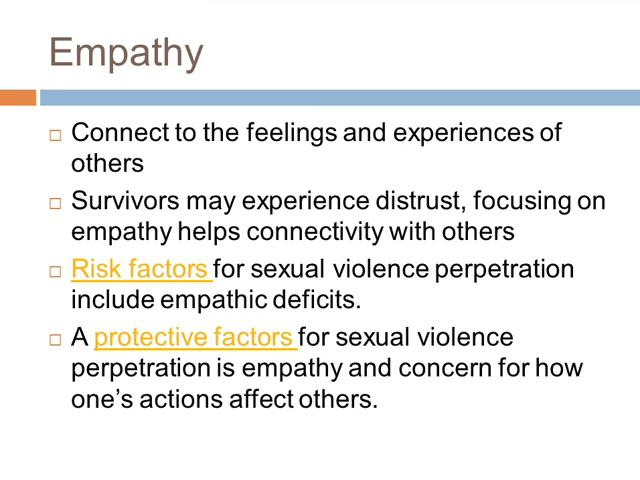 Empathy
Connect to the feelings and experiences of
others
Survivors may experience distrust, focusing on
empathy helps connectivity with others
Risk factors for sexual violence perpetration
include empathic deficits.
A protective factors for sexual violence
perpetration is empathy and concern for how
one’s actions affect others.